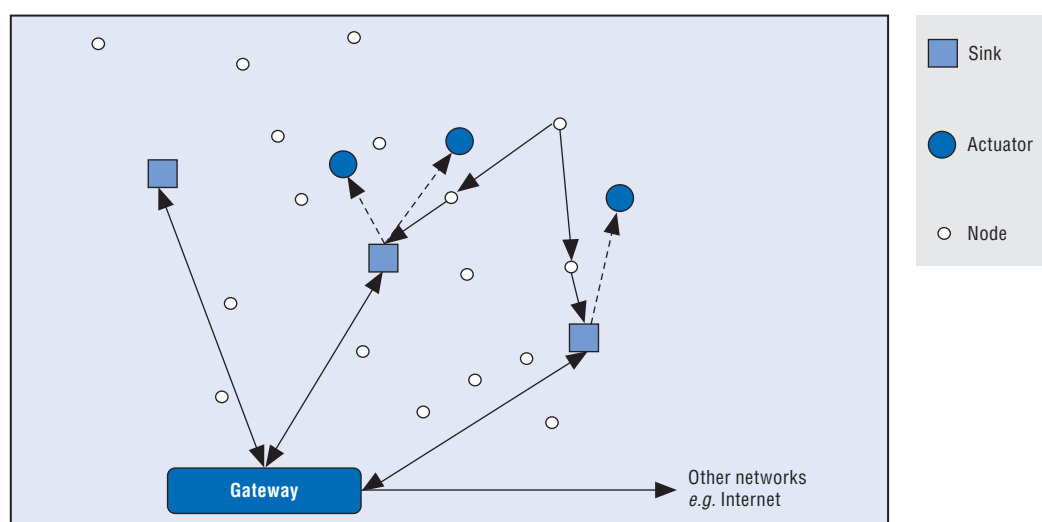 Sink
Actuator
Node
Gateway
Other networks
e.g. Internet